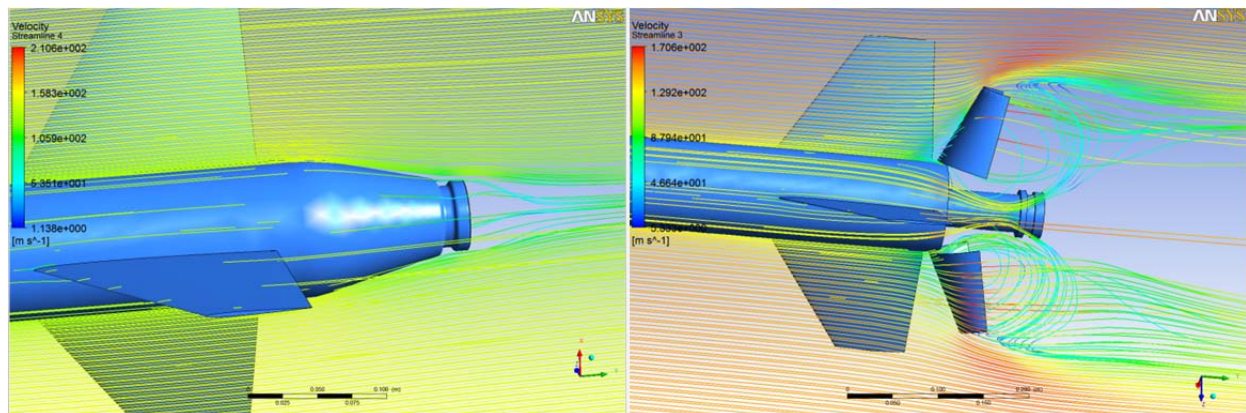 ANSYS
Velocity
Streamline 4
2.106e+002
1.583e+002
1.059e+002
5.351e+001
1.138e+000
[m s^-1]
0
0.050
0.100 (m)
0.025
0.075
ANSYS
Velocity
Streamline 3
1.706e+002
1.292e+002
8.794e+001
4.664e+001
[m s^-1]
0
0.100
0.200 (m)
0.050
0.150